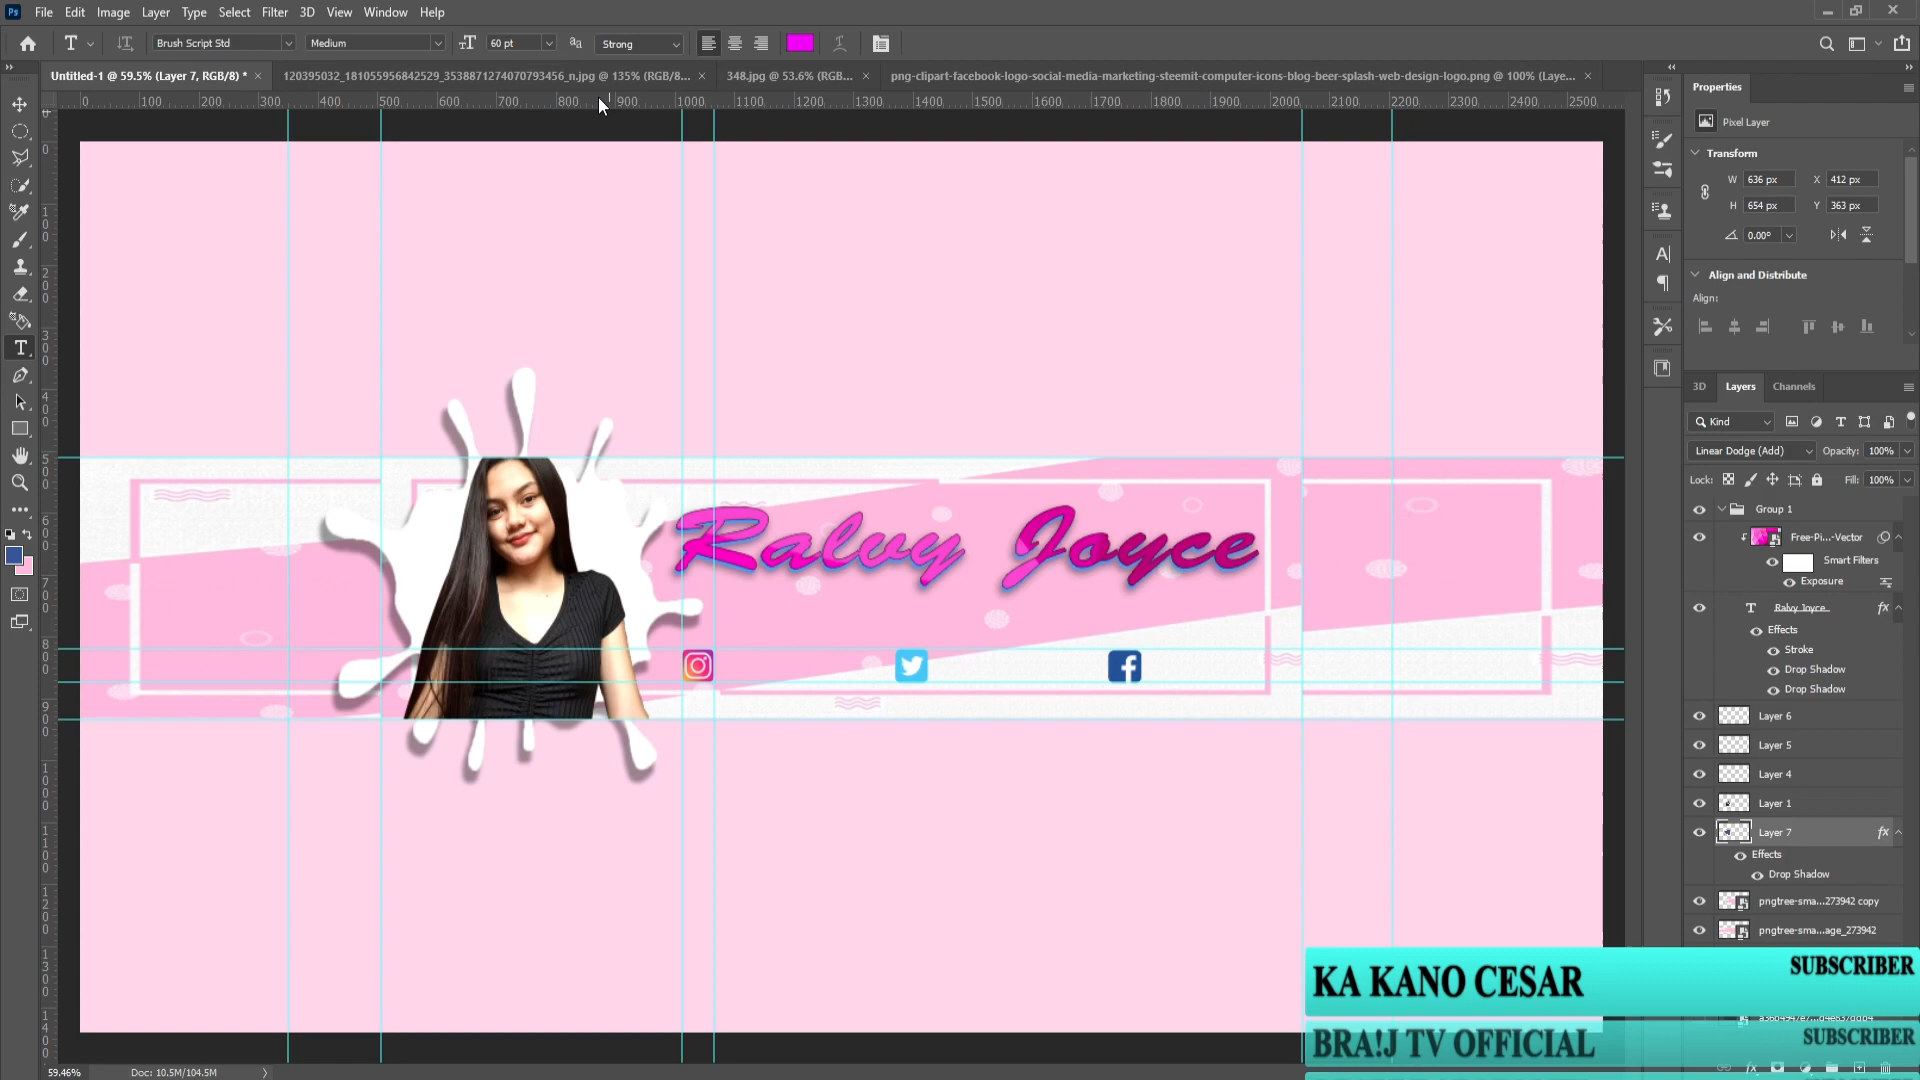 Ps File Edit Image Layer Type Select Filter 3D View Window Help
T Brush Script Std Medium 60 pt Strong
Untitled-1 @ 59.5% (Layer 7, RGB/8) * 120395032_181055956842529_3538871274070793456_n.jpg @ 135% (RGB/8... 348.jpg @ 53.6% (RGB... png-clipart-facebook-logo-social-media-marketing-steemit-computer-icons-blog-beer-splash-web-design-logo.png @ 100% (Laye...
0 100 200 300 400 500 600 700 800 900 1000 1100 1200 1300 1400 1500 1600 1700 1800 1900 2000 2100 2200 2300 2400 2500
Properties
Pixel Layer
Transform
W 636 px X 412 px
H 654 px Y 363 px
0.00°
Align and Distribute
Align:
3D Layers Channels
Kind
Linear Dodge (Add) Opacity: 100%
Lock: Fill: 100%
Group 1
Free-Pi...-Vector
Smart Filters
Exposure
Ralvy Joyce
T Ralvy Joyce fx
Effects
Stroke
Drop Shadow
Drop Shadow
Layer 6
Layer 5
Layer 4
Layer 1
Layer 7 fx
Effects
Drop Shadow
pngtree-sma...273942 copy
pngtree-sma...age_273942
KA KANO CESAR SUBSCRIBER
BRA!J TV OFFICIAL SUBSCRIBER
59.46% Doc: 10.5M/104.5M